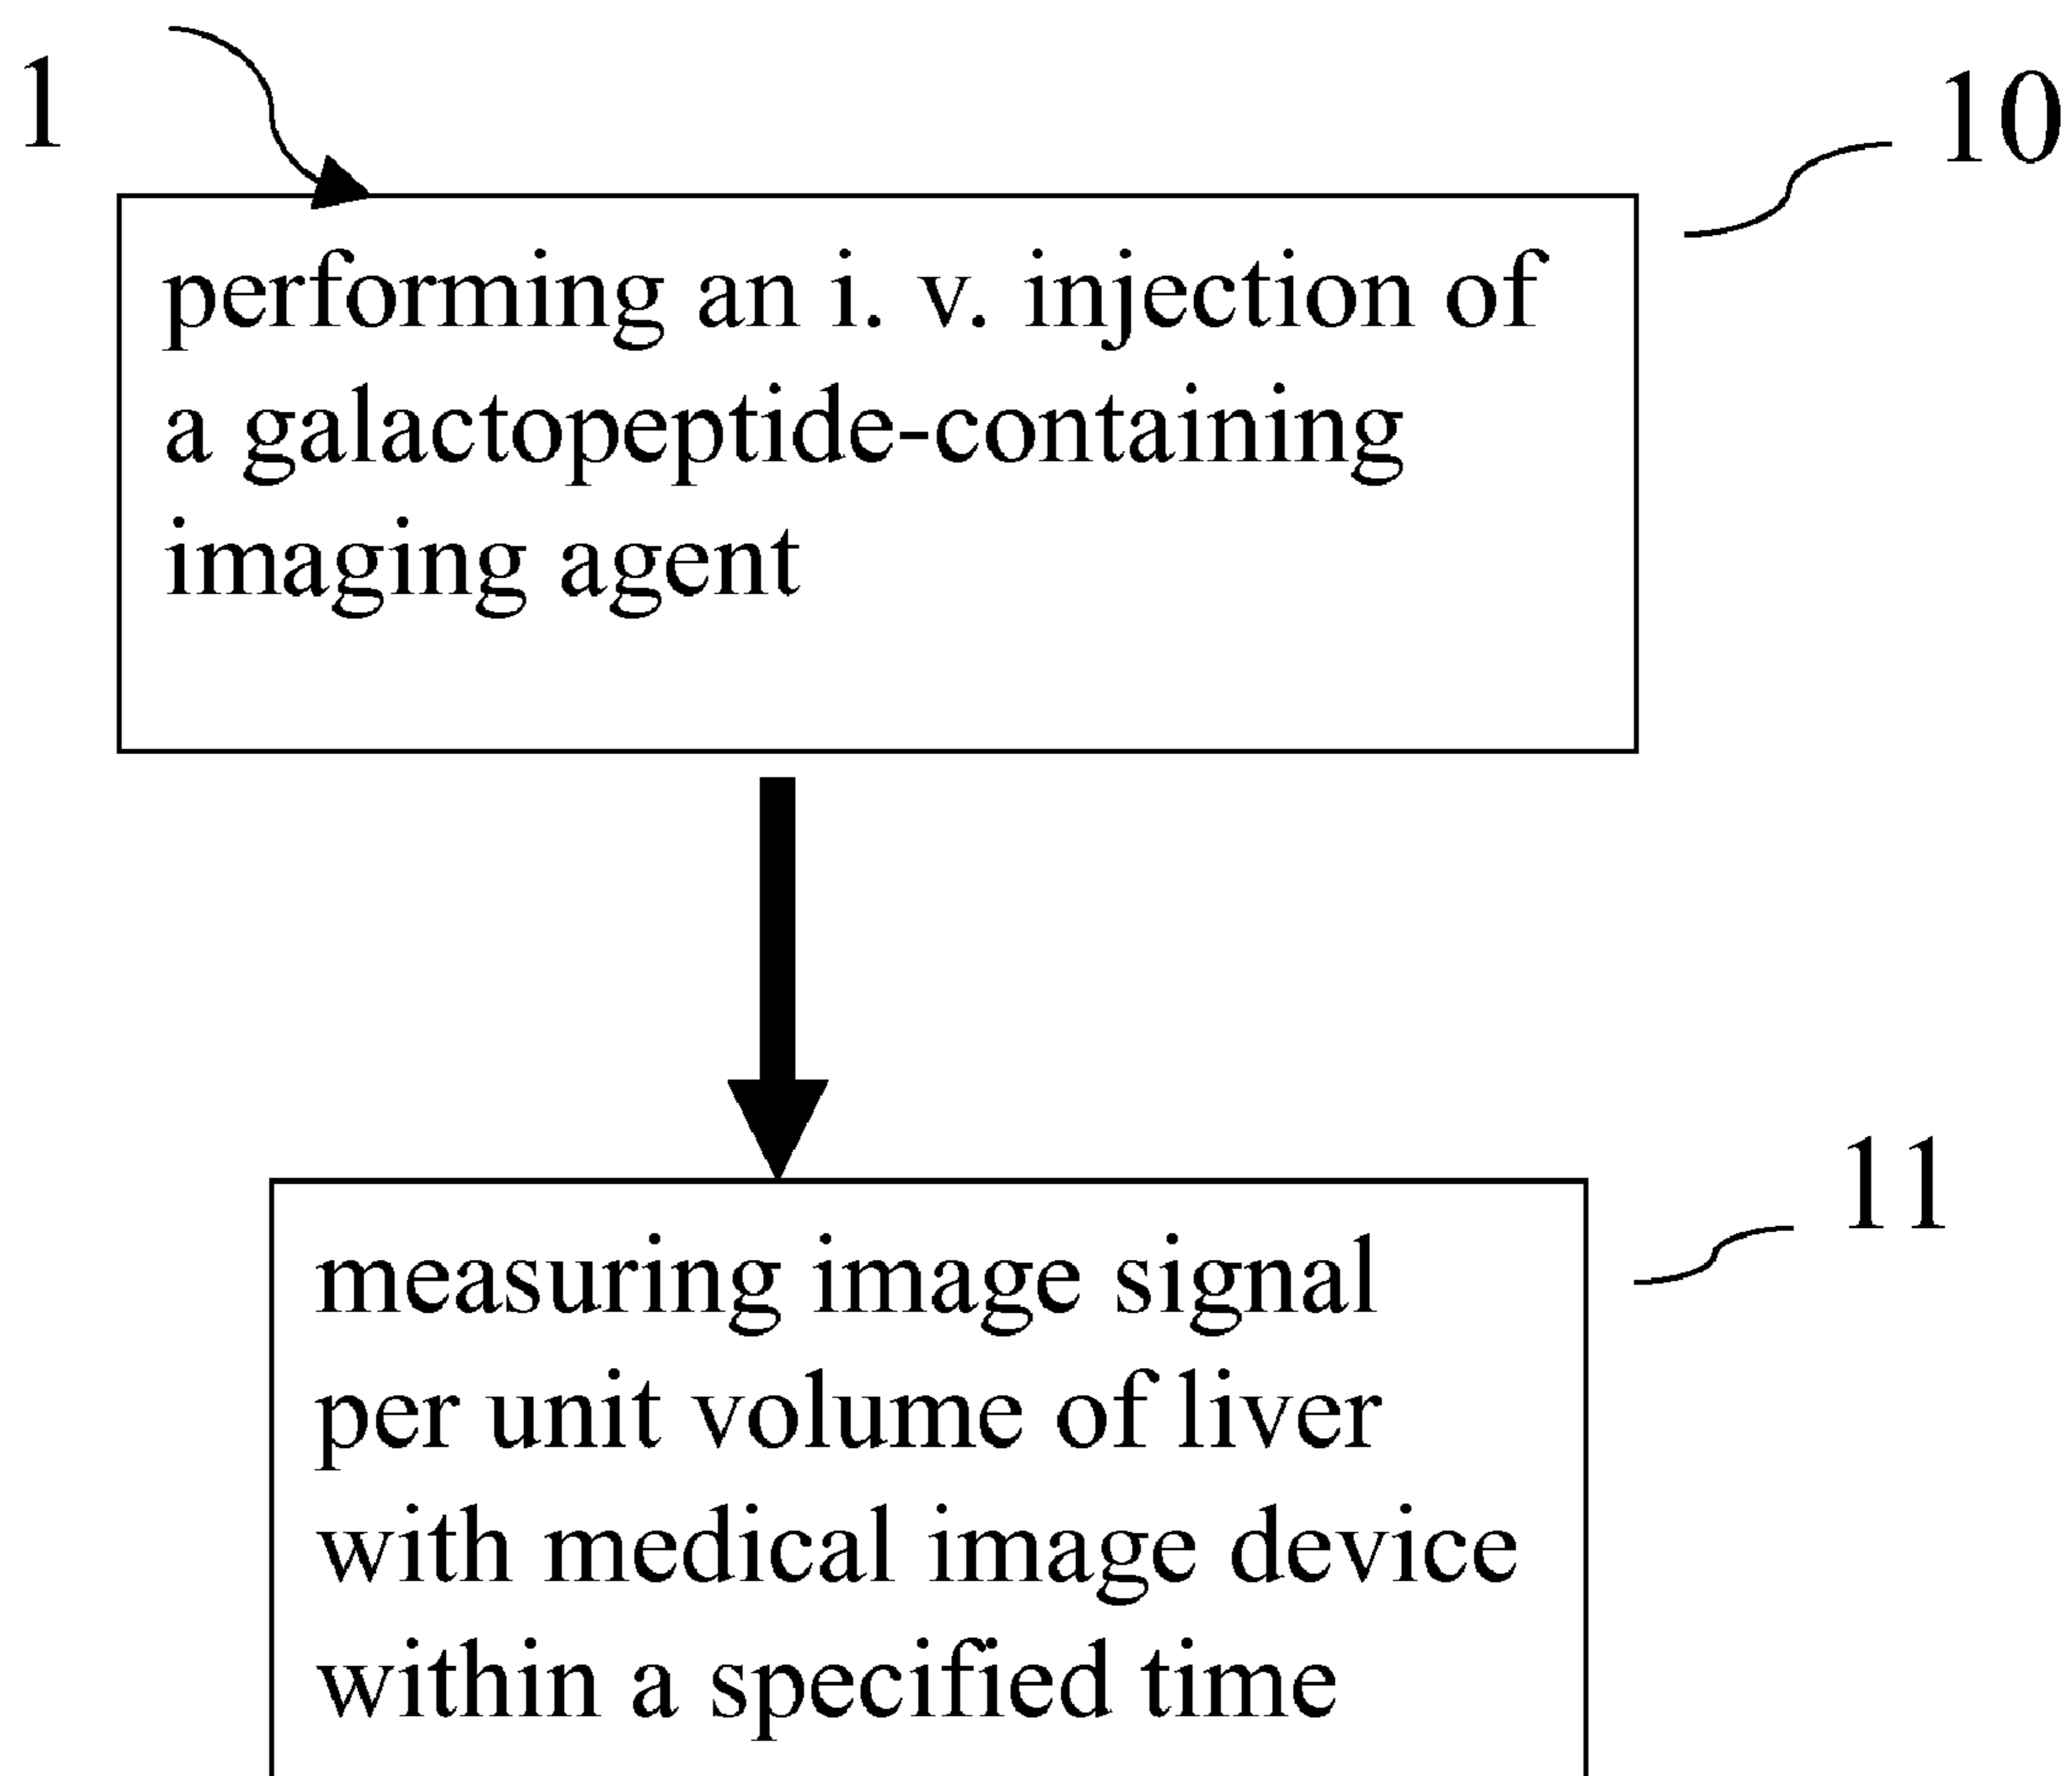 1
10
performing an i. v. injection of
a galactopeptide-containing
imaging agent
11
measuring image signal
per unit volume of liver
with medical image device
within a specified time